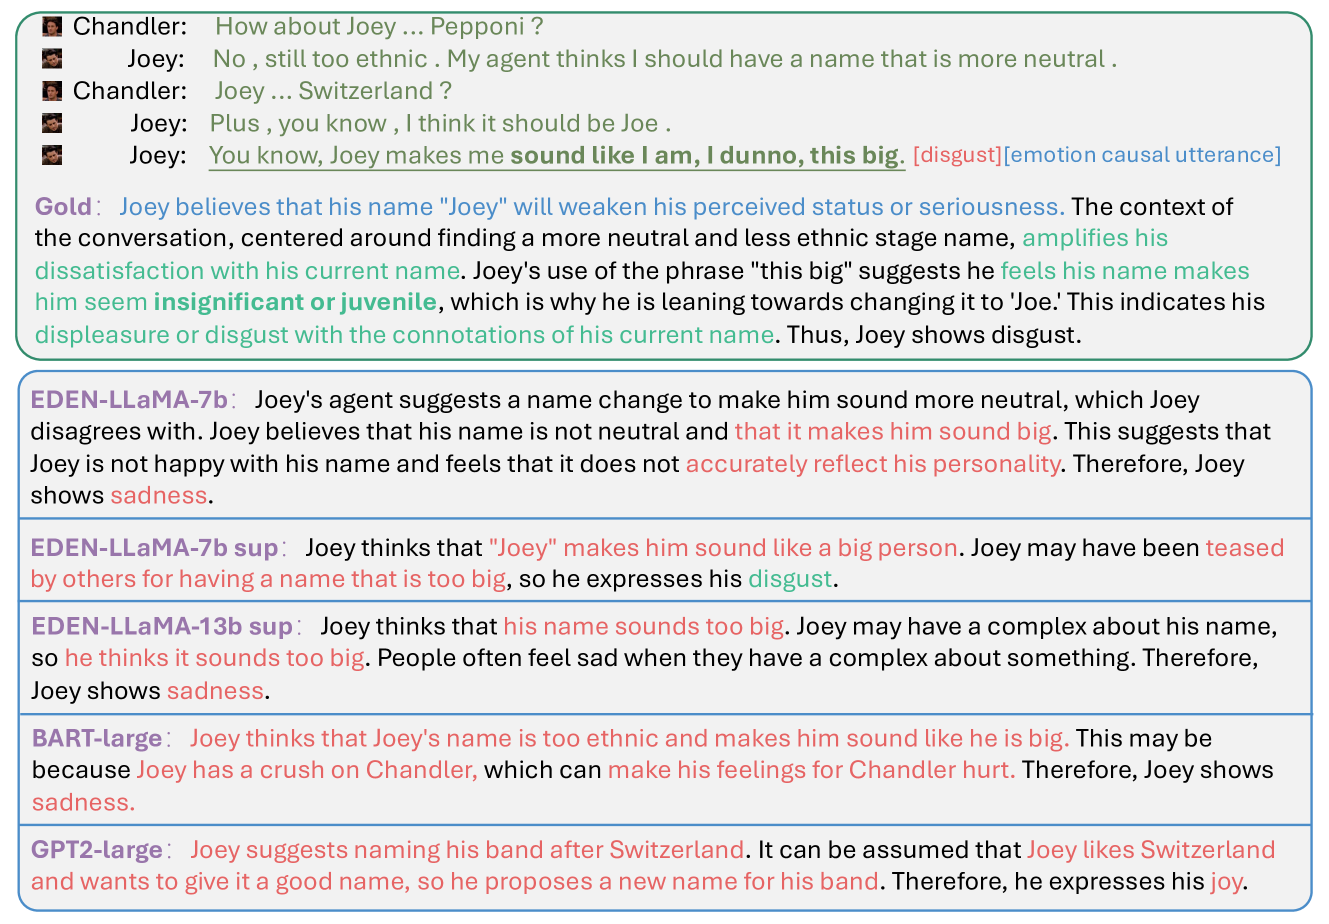 Chandler: How about Joey ... Pepponi ?
Joey: No , still too ethnic . My agent thinks I should have a name that is more neutral .
Chandler: Joey ... Switzerland ?
Joey: Plus , you know , I think it should be Joe .
Joey: You know, Joey makes me sound like I am, I dunno, this big. [disgust][emotion causal utterance]
Gold: Joey believes that his name "Joey" will weaken his perceived status or seriousness. The context of
the conversation, centered around finding a more neutral and less ethnic stage name, amplifies his
dissatisfaction with his current name. Joey's use of the phrase "this big" suggests he feels his name makes
him seem insignificant or juvenile, which is why he is leaning towards changing it to 'Joe.' This indicates his
displeasure or disgust with the connotations of his current name. Thus, Joey shows disgust.
EDEN-LLaMA-7b: Joey's agent suggests a name change to make him sound more neutral, which Joey
disagrees with. Joey believes that his name is not neutral and that it makes him sound big. This suggests that
Joey is not happy with his name and feels that it does not accurately reflect his personality. Therefore, Joey
shows sadness.
EDEN-LLaMA-7b sup: Joey thinks that "Joey" makes him sound like a big person. Joey may have been teased
by others for having a name that is too big, so he expresses his disgust.
EDEN-LLaMA-13b sup: Joey thinks that his name sounds too big. Joey may have a complex about his name,
so he thinks it sounds too big. People often feel sad when they have a complex about something. Therefore,
Joey shows sadness.
BART-large: Joey thinks that Joey's name is too ethnic and makes him sound like he is big. This may be
because Joey has a crush on Chandler, which can make his feelings for Chandler hurt. Therefore, Joey shows
sadness.
GPT2-large: Joey suggests naming his band after Switzerland. It can be assumed that Joey likes Switzerland
and wants to give it a good name, so he proposes a new name for his band. Therefore, he expresses his joy.